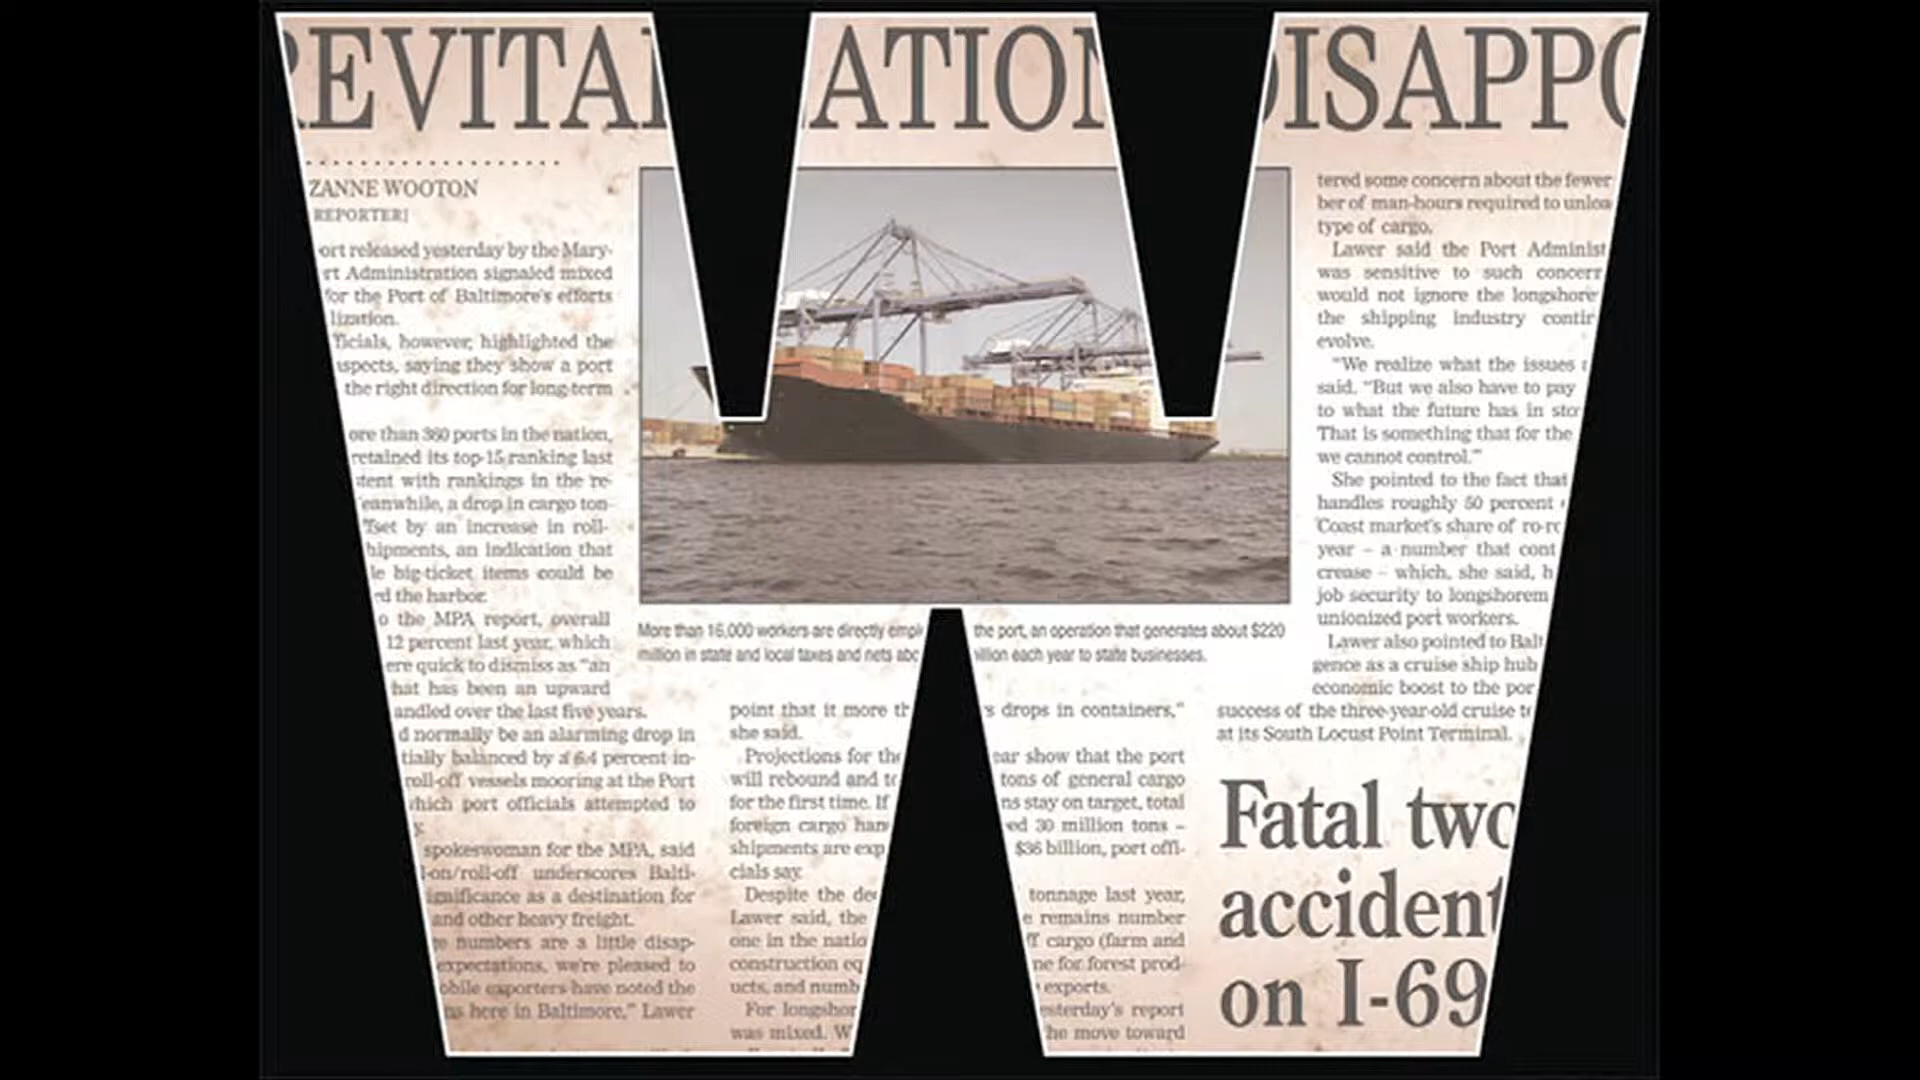 REVITAL ATION DISAPPO
ZANNE WOOTON
REPORTER]
ort released yesterday by the Mary-
rt Administration signaled mixed
for the Port of Baltimore's efforts
lization.
ficials, however, highlighted the
spects, saying they show a port
the right direction for long-term
ore than 360 ports in the nation,
retained its top-15 ranking last
tent with rankings in the re-
eanwhile, a drop in cargo ton-
fset by an increase in roll-
hipments, an indication that
le big-ticket items could be
rd the harbor.
o the MPA report, overall
12 percent last year, which
ere quick to dismiss as "an
hat has been an upward
andled over the last five years.
d normally be an alarming drop in
tially balanced by a 6.4 percent in-
roll-off vessels mooring at the Port
hich port officials attempted to
y.
spokeswoman for the MPA, said
l-on/roll-off underscores Balti-
ignificance as a destination for
and other heavy freight.
e numbers are a little disap-
expectations, we're pleased to
obile exporters have noted the
ns here in Baltimore," Lawer
More than 16,000 workers are directly empl the port, an operation that generates about $220
million in state and local taxes and nets abo illion each year to state businesses.
point that it more th
she said.
Projections for the
will rebound and to
for the first time. If
foreign cargo han
shipments are exp
cials say.
Despite the dec
Lawer said, the
one in the natio
construction eq
ucts, and numb
For longshor
was mixed. W
s drops in containers,"
ear show that the port
tons of general cargo
ns stay on target, total
ed 30 million tons –
$36 billion, port offi-
tonnage last year,
e remains number
ff cargo (farm and
ne for forest prod-
exports.
esterday's report
he move toward
tered some concern about the fewer
ber of man-hours required to unloa
type of cargo.
Lawer said the Port Administ
was sensitive to such concern
would not ignore the longshore
the shipping industry contin
evolve.
"We realize what the issues
said. "But we also have to pay
to what the future has in sto
That is something that for the
we cannot control."
She pointed to the fact that
handles roughly 50 percent
Coast market's share of ro-ro
year – a number that cont
crease – which, she said, h
job security to longshorem
unionized port workers.
Lawer also pointed to Balt
gence as a cruise ship hub
economic boost to the por
success of the three-year-old cruise te
at its South Locust Point Terminal.
Fatal two
accident
on I-69